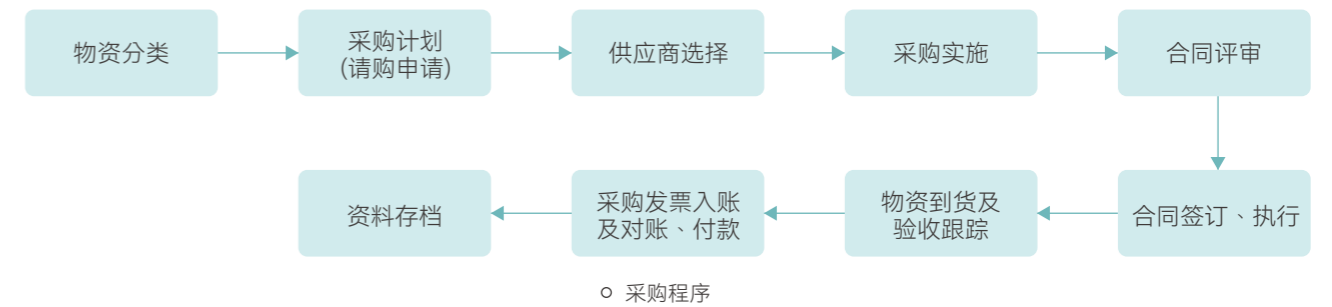 物资分类
采购计划
(请购申请)
供应商选择
采购实施
合同评审
合同签订、执行
物资到货及
验收跟踪
采购发票入账
及对账、付款
资料存档
采购程序